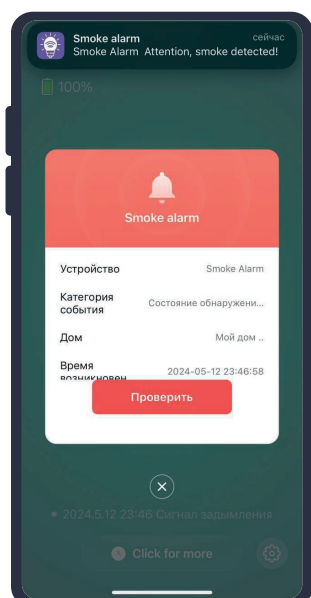 Smoke alarm сейчас
Smoke Alarm Attention, smoke detected!
100%
Smoke alarm
Устройство Smoke Alarm
Категория Состояние обнаружени...
события
Дом Мой дом ..
Время 2024-05-12 23:46:58
возникновен
Проверить
2024.5.12 23:46 Сигнал задымления
Click for more